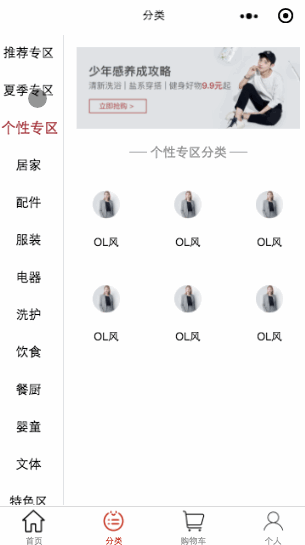 分类
推荐专区
夏季专区
个性专区
居家
配件
服装
电器
洗护
饮食
餐厨
婴童
文体
特色区
少年感养成攻略
清新洗浴 | 盐系穿搭 | 健身好物9.9元起
立即抢购 >
个性专区分类
OL风
OL风
OL风
OL风
OL风
OL风
首页
分类
购物车
个人